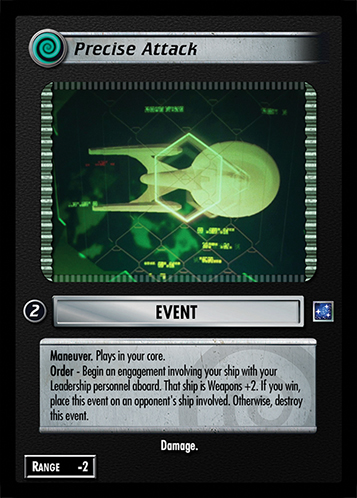 Precise Attack
2
EVENT
Maneuver. Plays in your core.
Order - Begin an engagement involving your ship with your
Leadership personnel aboard. That ship is Weapons +2. If you win,
place this event on an opponent's ship involved. Otherwise, destroy
this event.
Damage.
RANGE -2